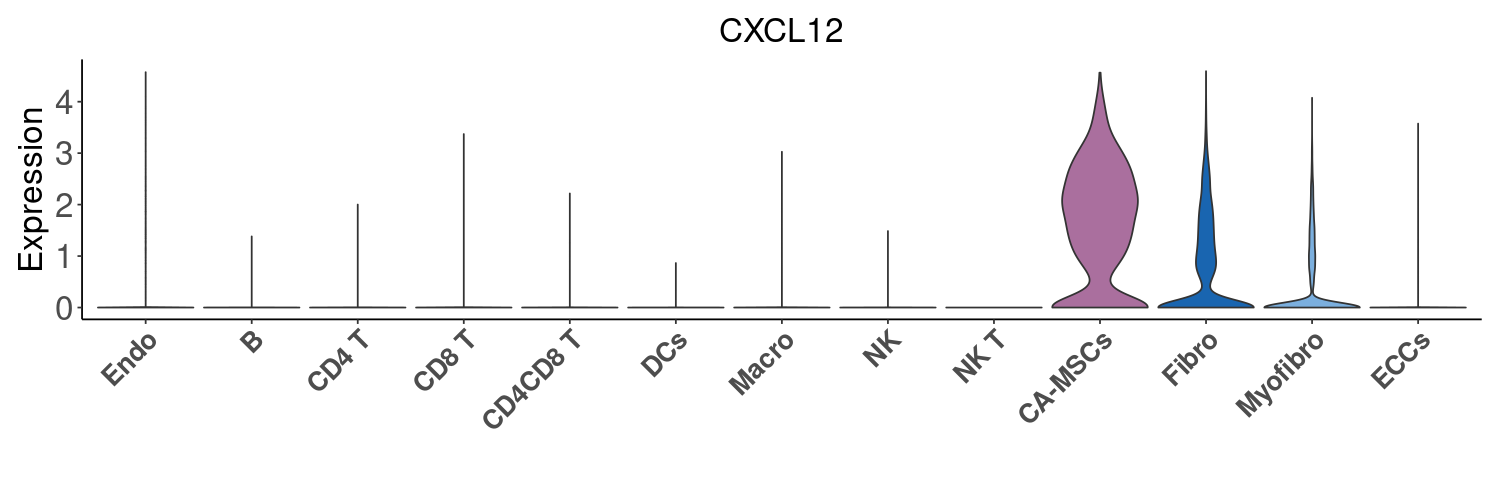 CXCL12
Expression
4
3
2
1
0
Endo
B
CD4 T
CD8 T
CD4CD8 T
DCs
Macro
NK
NK T
CA-MSCs
Fibro
Myofibro
ECCs